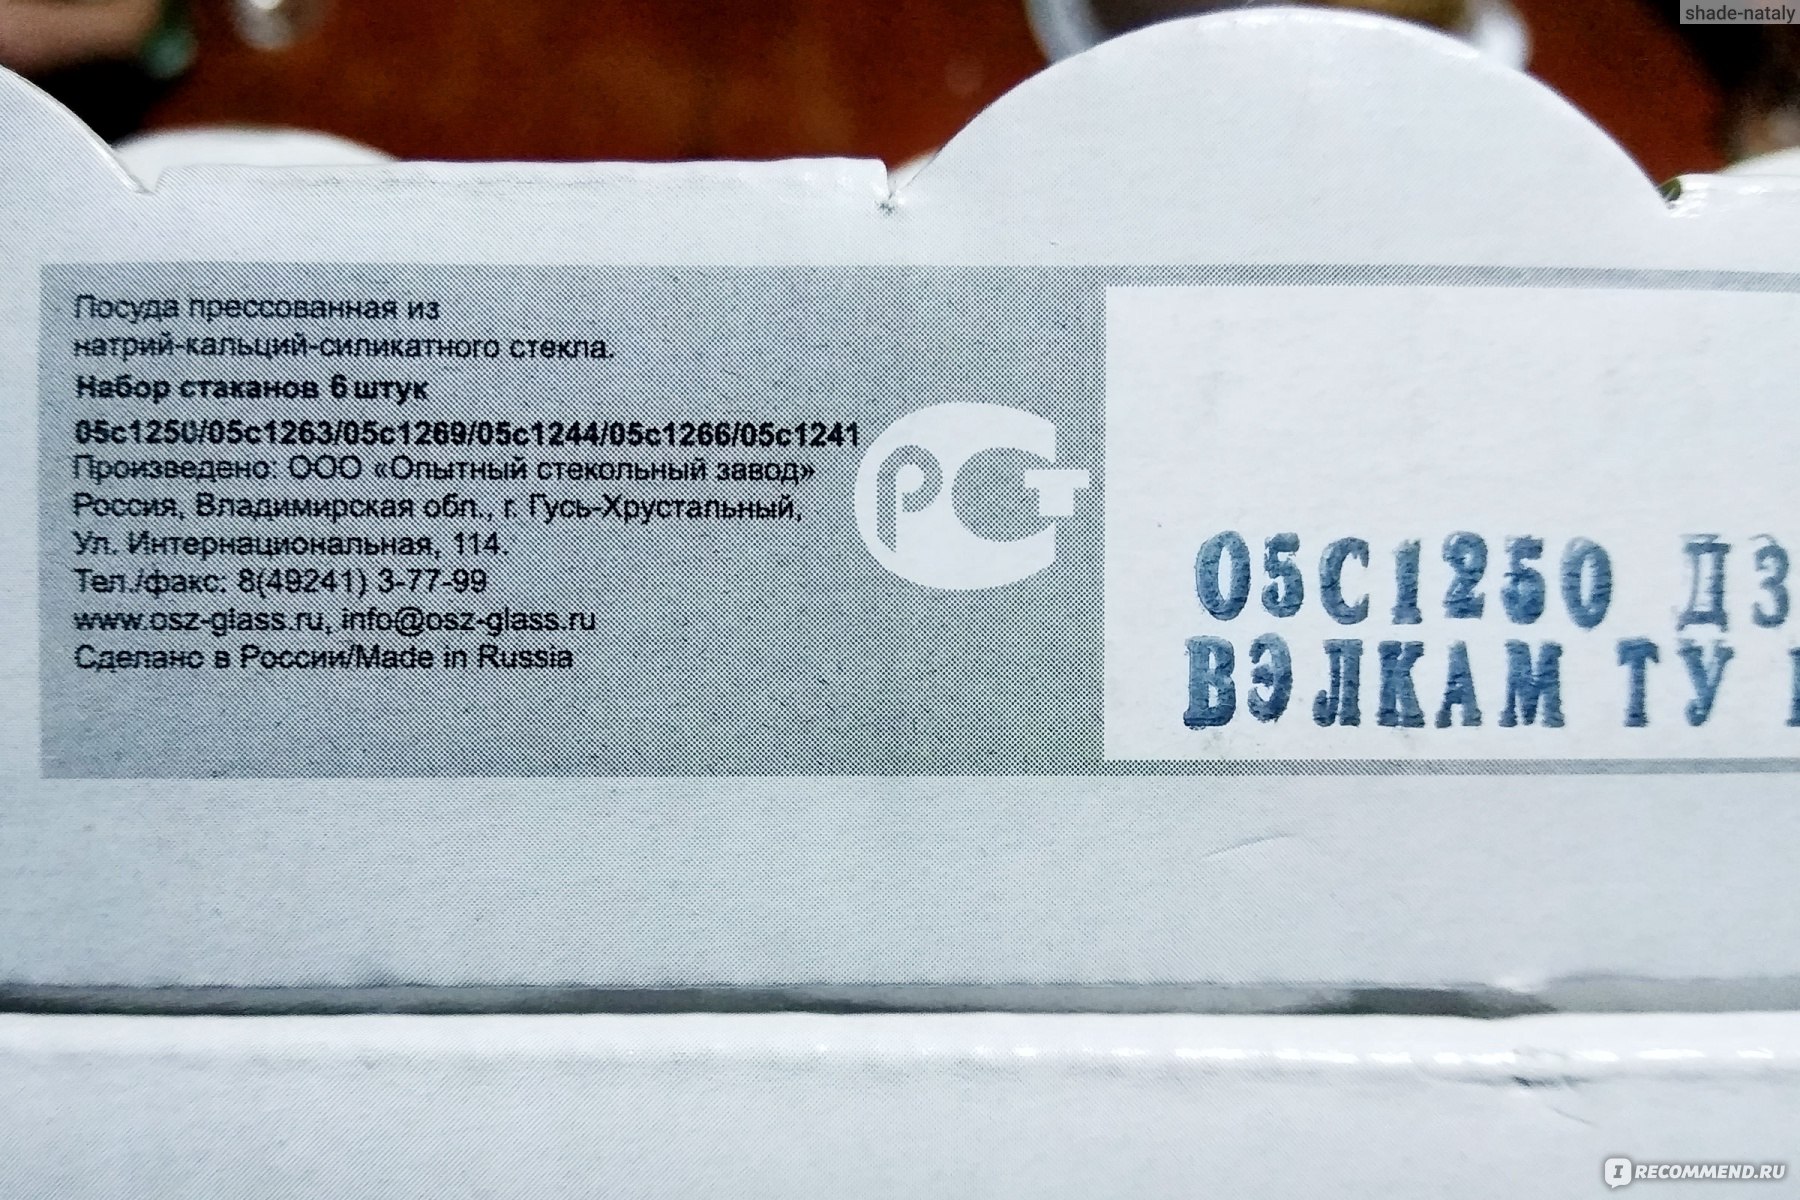 shade-nataly
Посуда прессованная из
натрий-кальций-силикатного стекла.
Набор стаканов 6 штук
05с1250/05с1263/05с1269/05с1244/05с1266/05с1241
Произведено: ООО «Опытный стекольный завод»
Россия, Владимирская обл., г. Гусь-Хрустальный,
Ул. Интернациональная, 114.
Тел./факс: 8(49241) 3-77-99
www.osz-glass.ru, info@osz-glass.ru
Сделано в России/Made in Russia
РСТ
05С1250 ДЗ
ВЭЛКАМ ТУ
IRECOMMEND.RU